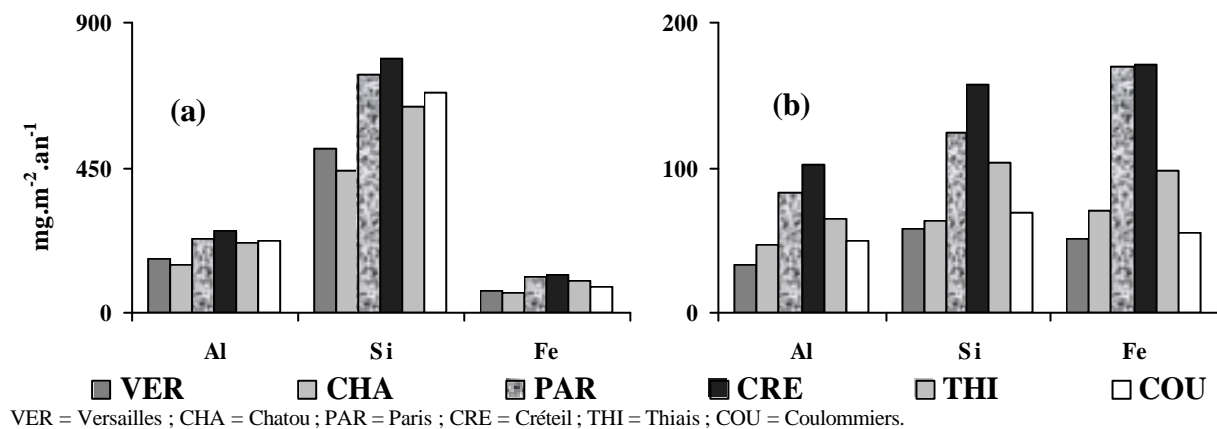 900
450
0
mg.m⁻².an⁻¹
(a)
Al Si Fe
200
100
0
(b)
Al Si Fe
VER CHA PAR CRE THI COU
VER = Versailles ; CHA = Chatou ; PAR = Paris ; CRE = Créteil ; THI = Thiais ; COU = Coulommiers.